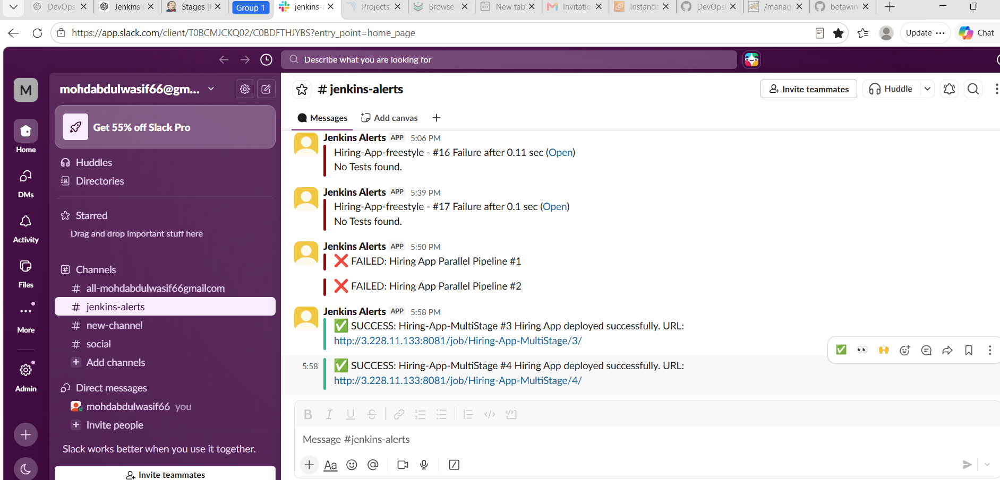 DevOps
Jenkins
Stages
Group 1
jenkins-
Projects
Browse
New tab
Invitatio
Instance
DevOps
/manag
betawin
https://app.slack.com/client/T0BCMJCKQ02/C0BDFTHJYBS?entry_point=home_page
Update
Chat
Describe what you are looking for
M
mohdabdulwasif66@gm...
Get 55% off Slack Pro
Home
DMs
Activity
Files
More
Admin
Huddles
Directories
Starred
Drag and drop important stuff here
Channels
# all-mohdabdulwasif66gmailcom
# jenkins-alerts
# new-channel
# social
+ Add channels
Direct messages
mohdabdulwasif66 you
+ Invite people
Slack works better when you use it together.
Invite teammates
# jenkins-alerts
Invite teammates
Huddle
Messages
Add canvas
Jenkins Alerts APP 5:06 PM
Hiring-App-freestyle - #16 Failure after 0.11 sec (Open)
No Tests found.
Jenkins Alerts APP 5:39 PM
Hiring-App-freestyle - #17 Failure after 0.1 sec (Open)
No Tests found.
Jenkins Alerts APP 5:50 PM
❌ FAILED: Hiring App Parallel Pipeline #1
❌ FAILED: Hiring App Parallel Pipeline #2
Jenkins Alerts APP 5:58 PM
✅ SUCCESS: Hiring-App-MultiStage #3 Hiring App deployed successfully. URL:
http://3.228.11.133:8081/job/Hiring-App-MultiStage/3/
5:58 ✅ SUCCESS: Hiring-App-MultiStage #4 Hiring App deployed successfully. URL:
http://3.228.11.133:8081/job/Hiring-App-MultiStage/4/
B I U S
Message #jenkins-alerts
Aa